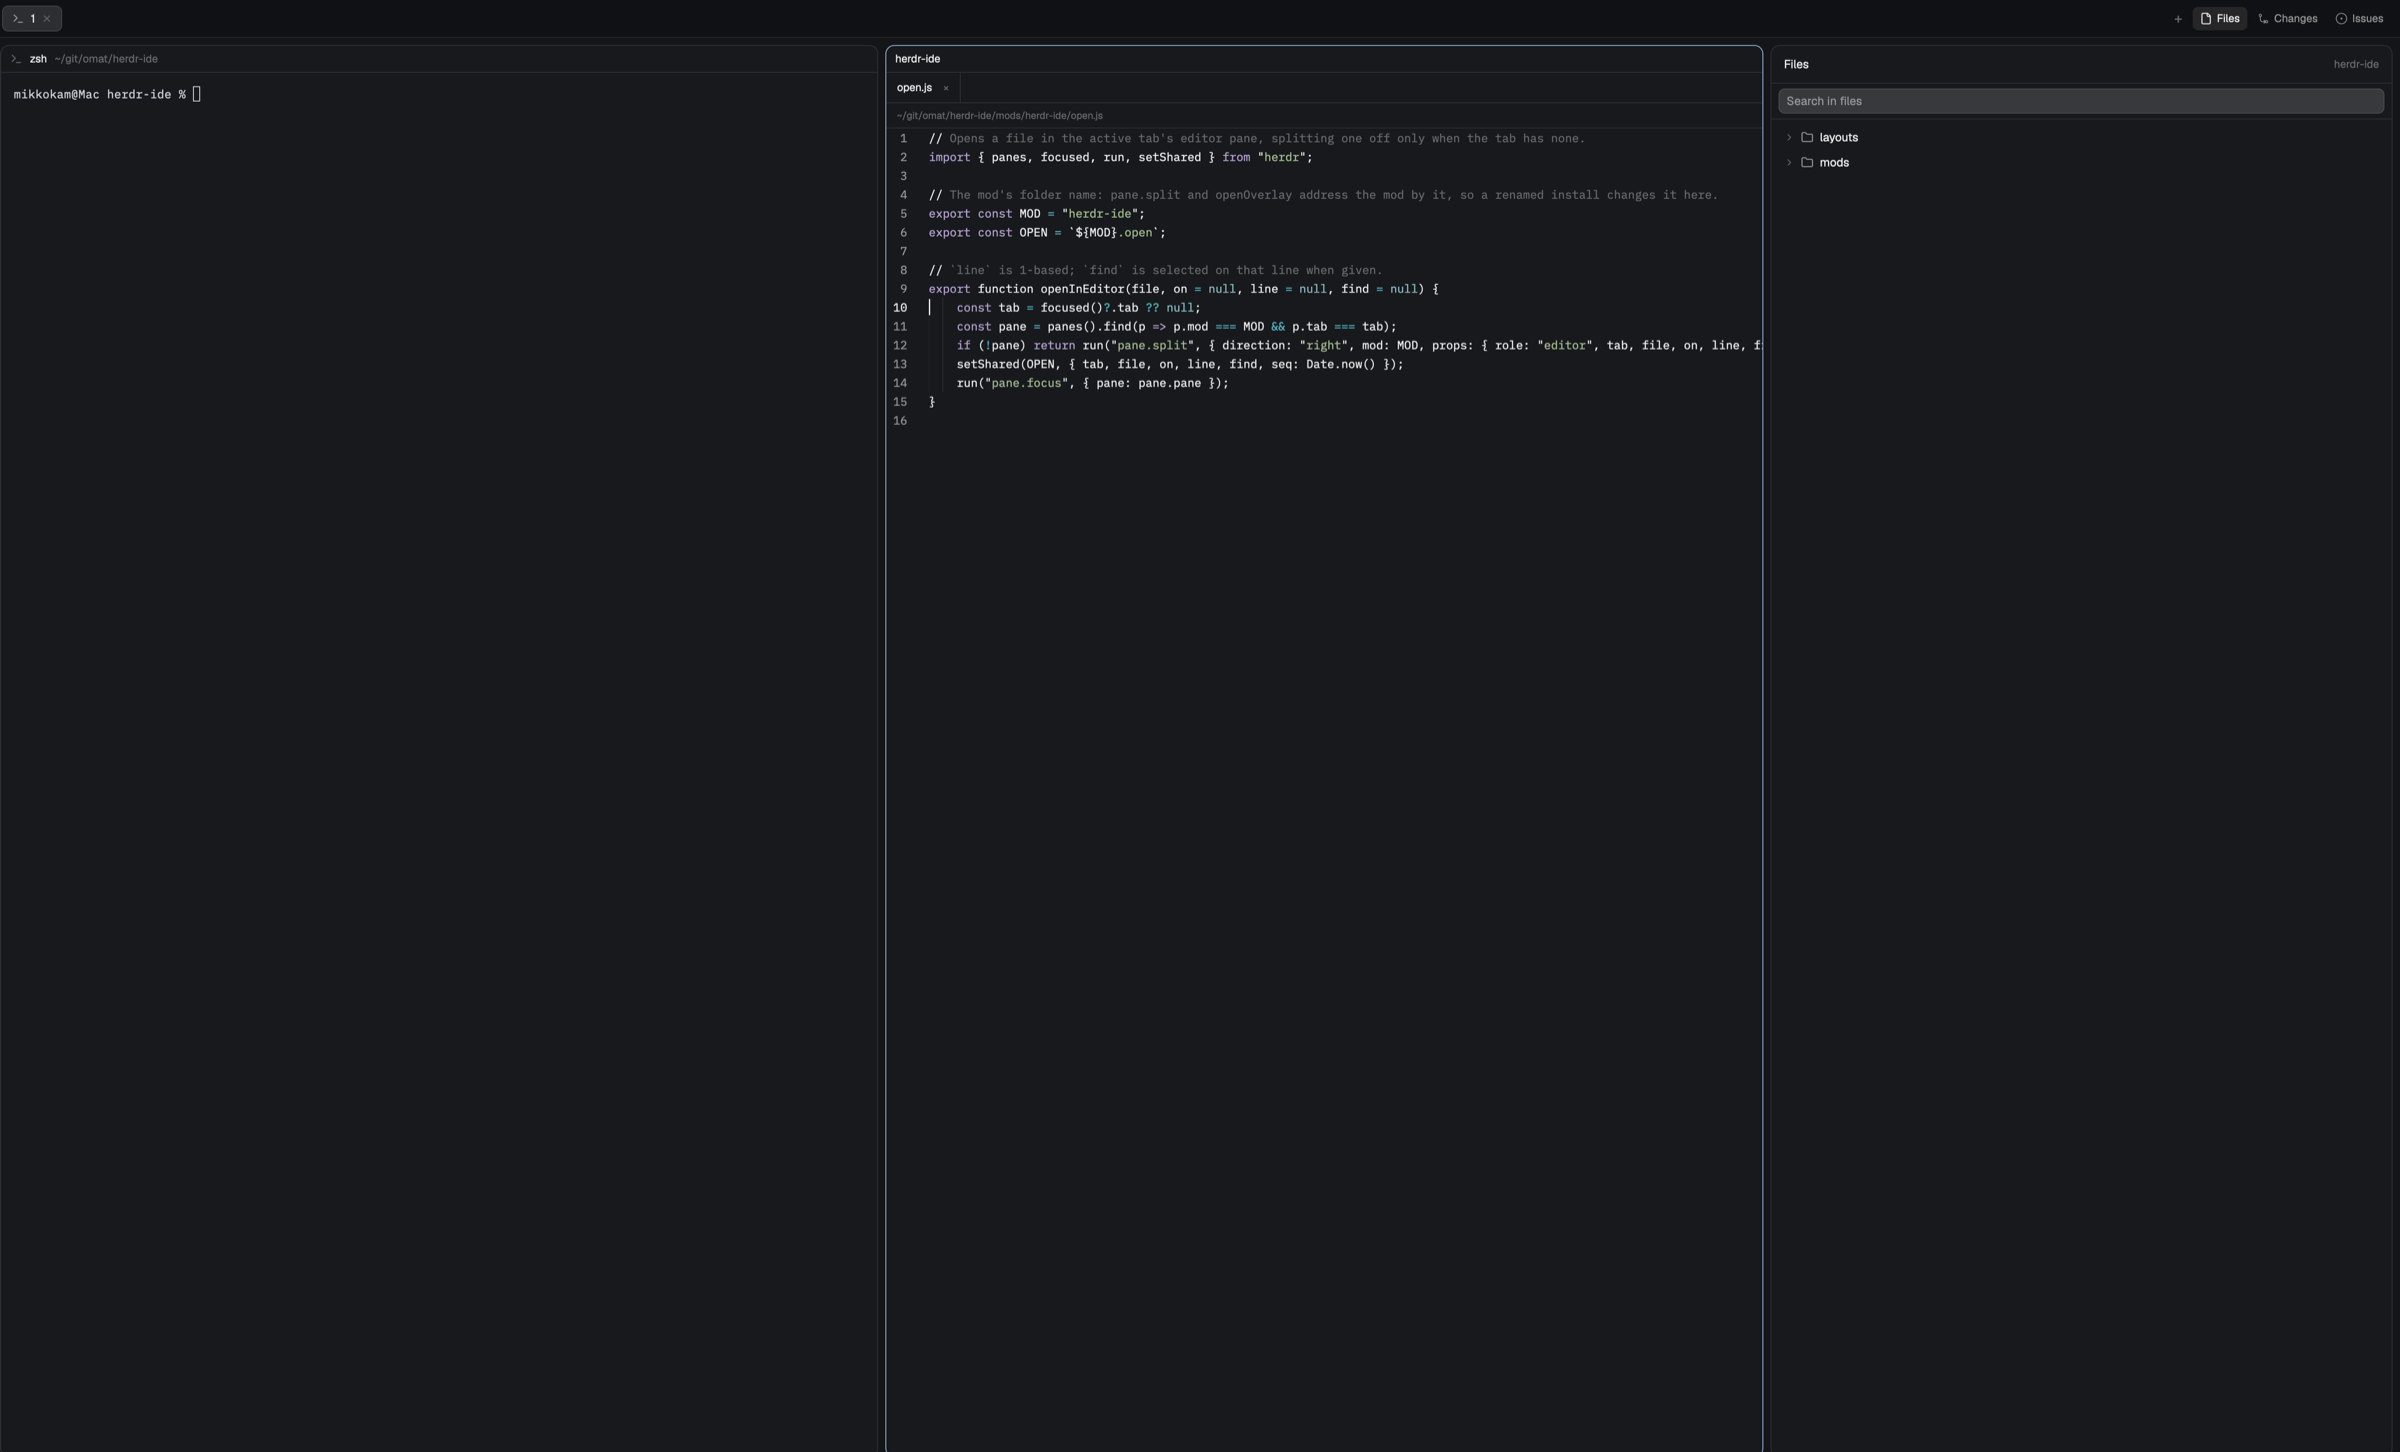 1
Files
Changes
Issues
zsh ~/git/omat/herdr-ide
mikkokam@Mac herdr-ide %
herdr-ide
open.js
~/git/omat/herdr-ide/mods/herdr-ide/open.js
1 // Opens a file in the active tab's editor pane, splitting one off only when the tab has none.
2 import { panes, focused, run, setShared } from "herdr";
3
4 // The mod's folder name: pane.split and openOverlay address the mod by it, so a renamed install changes it here.
5 export const MOD = "herdr-ide";
6 export const OPEN = `${MOD}.open`;
7
8 // `line` is 1-based; `find` is selected on that line when given.
9 export function openInEditor(file, on = null, line = null, find = null) {
10     const tab = focused()?.tab ?? null;
11     const pane = panes().find(p => p.mod === MOD && p.tab === tab);
12     if (!pane) return run("pane.split", { direction: "right", mod: MOD, props: { role: "editor", tab, file, on, line, f
13     setShared(OPEN, { tab, file, on, line, find, seq: Date.now() });
14     run("pane.focus", { pane: pane.pane });
15 }
16
Files herdr-ide
Search in files
layouts
mods